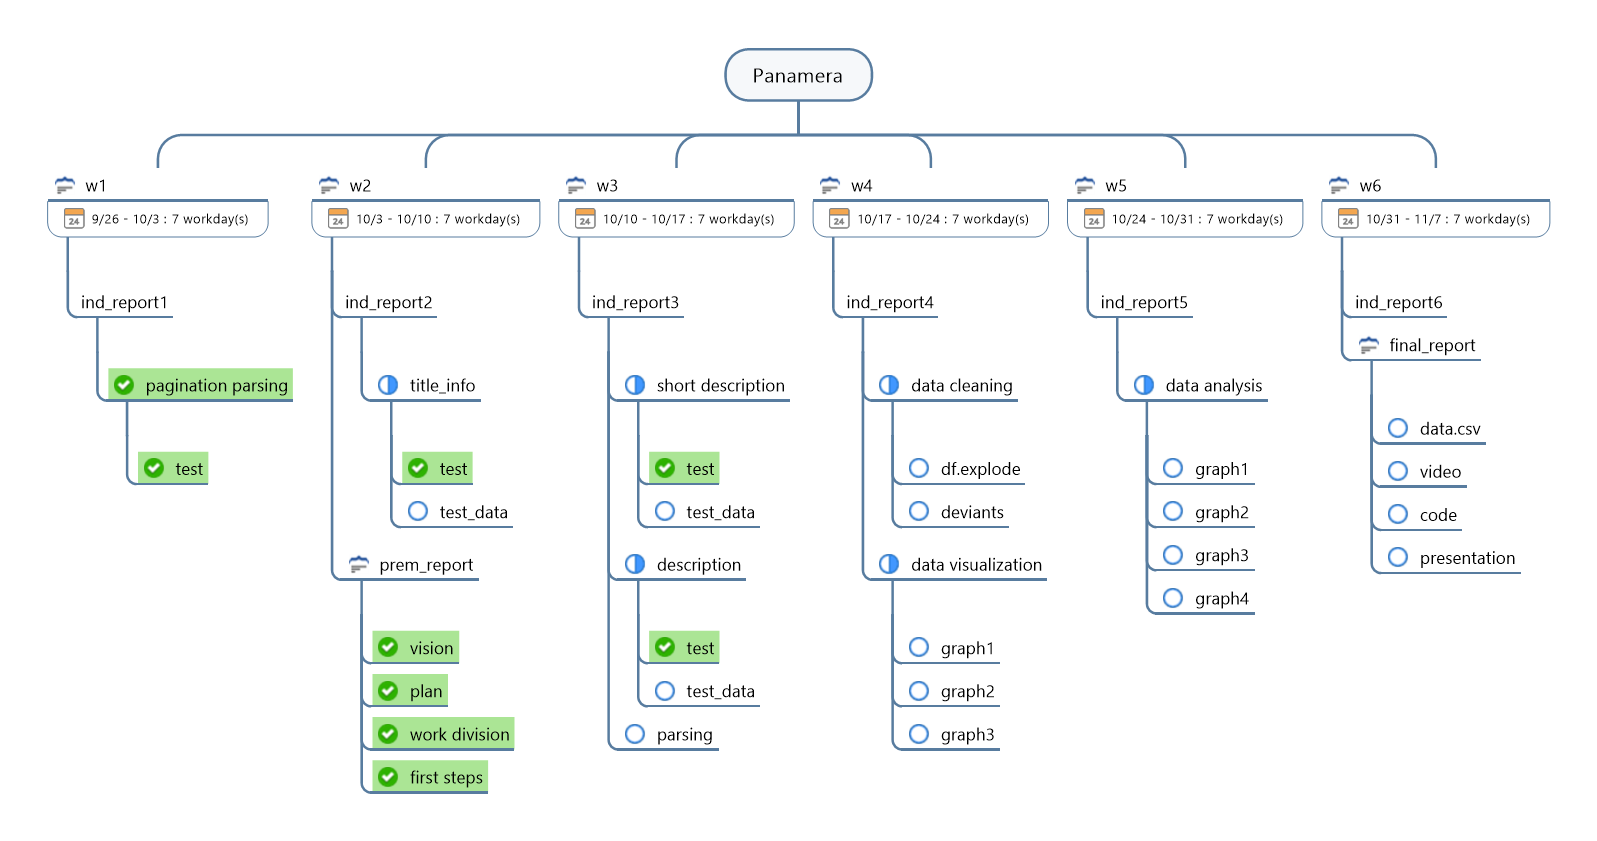 Panamera
w1
24 9/26 - 10/3 : 7 workday(s)
ind_report1
pagination parsing
test
w2
24 10/3 - 10/10 : 7 workday(s)
ind_report2
title_info
test
test_data
prem_report
vision
plan
work division
first steps
w3
24 10/10 - 10/17 : 7 workday(s)
ind_report3
short description
test
test_data
description
test
test_data
parsing
w4
24 10/17 - 10/24 : 7 workday(s)
ind_report4
data cleaning
df.explode
deviants
data visualization
graph1
graph2
graph3
w5
24 10/24 - 10/31 : 7 workday(s)
ind_report5
data analysis
graph1
graph2
graph3
graph4
w6
24 10/31 - 11/7 : 7 workday(s)
ind_report6
final_report
data.csv
video
code
presentation